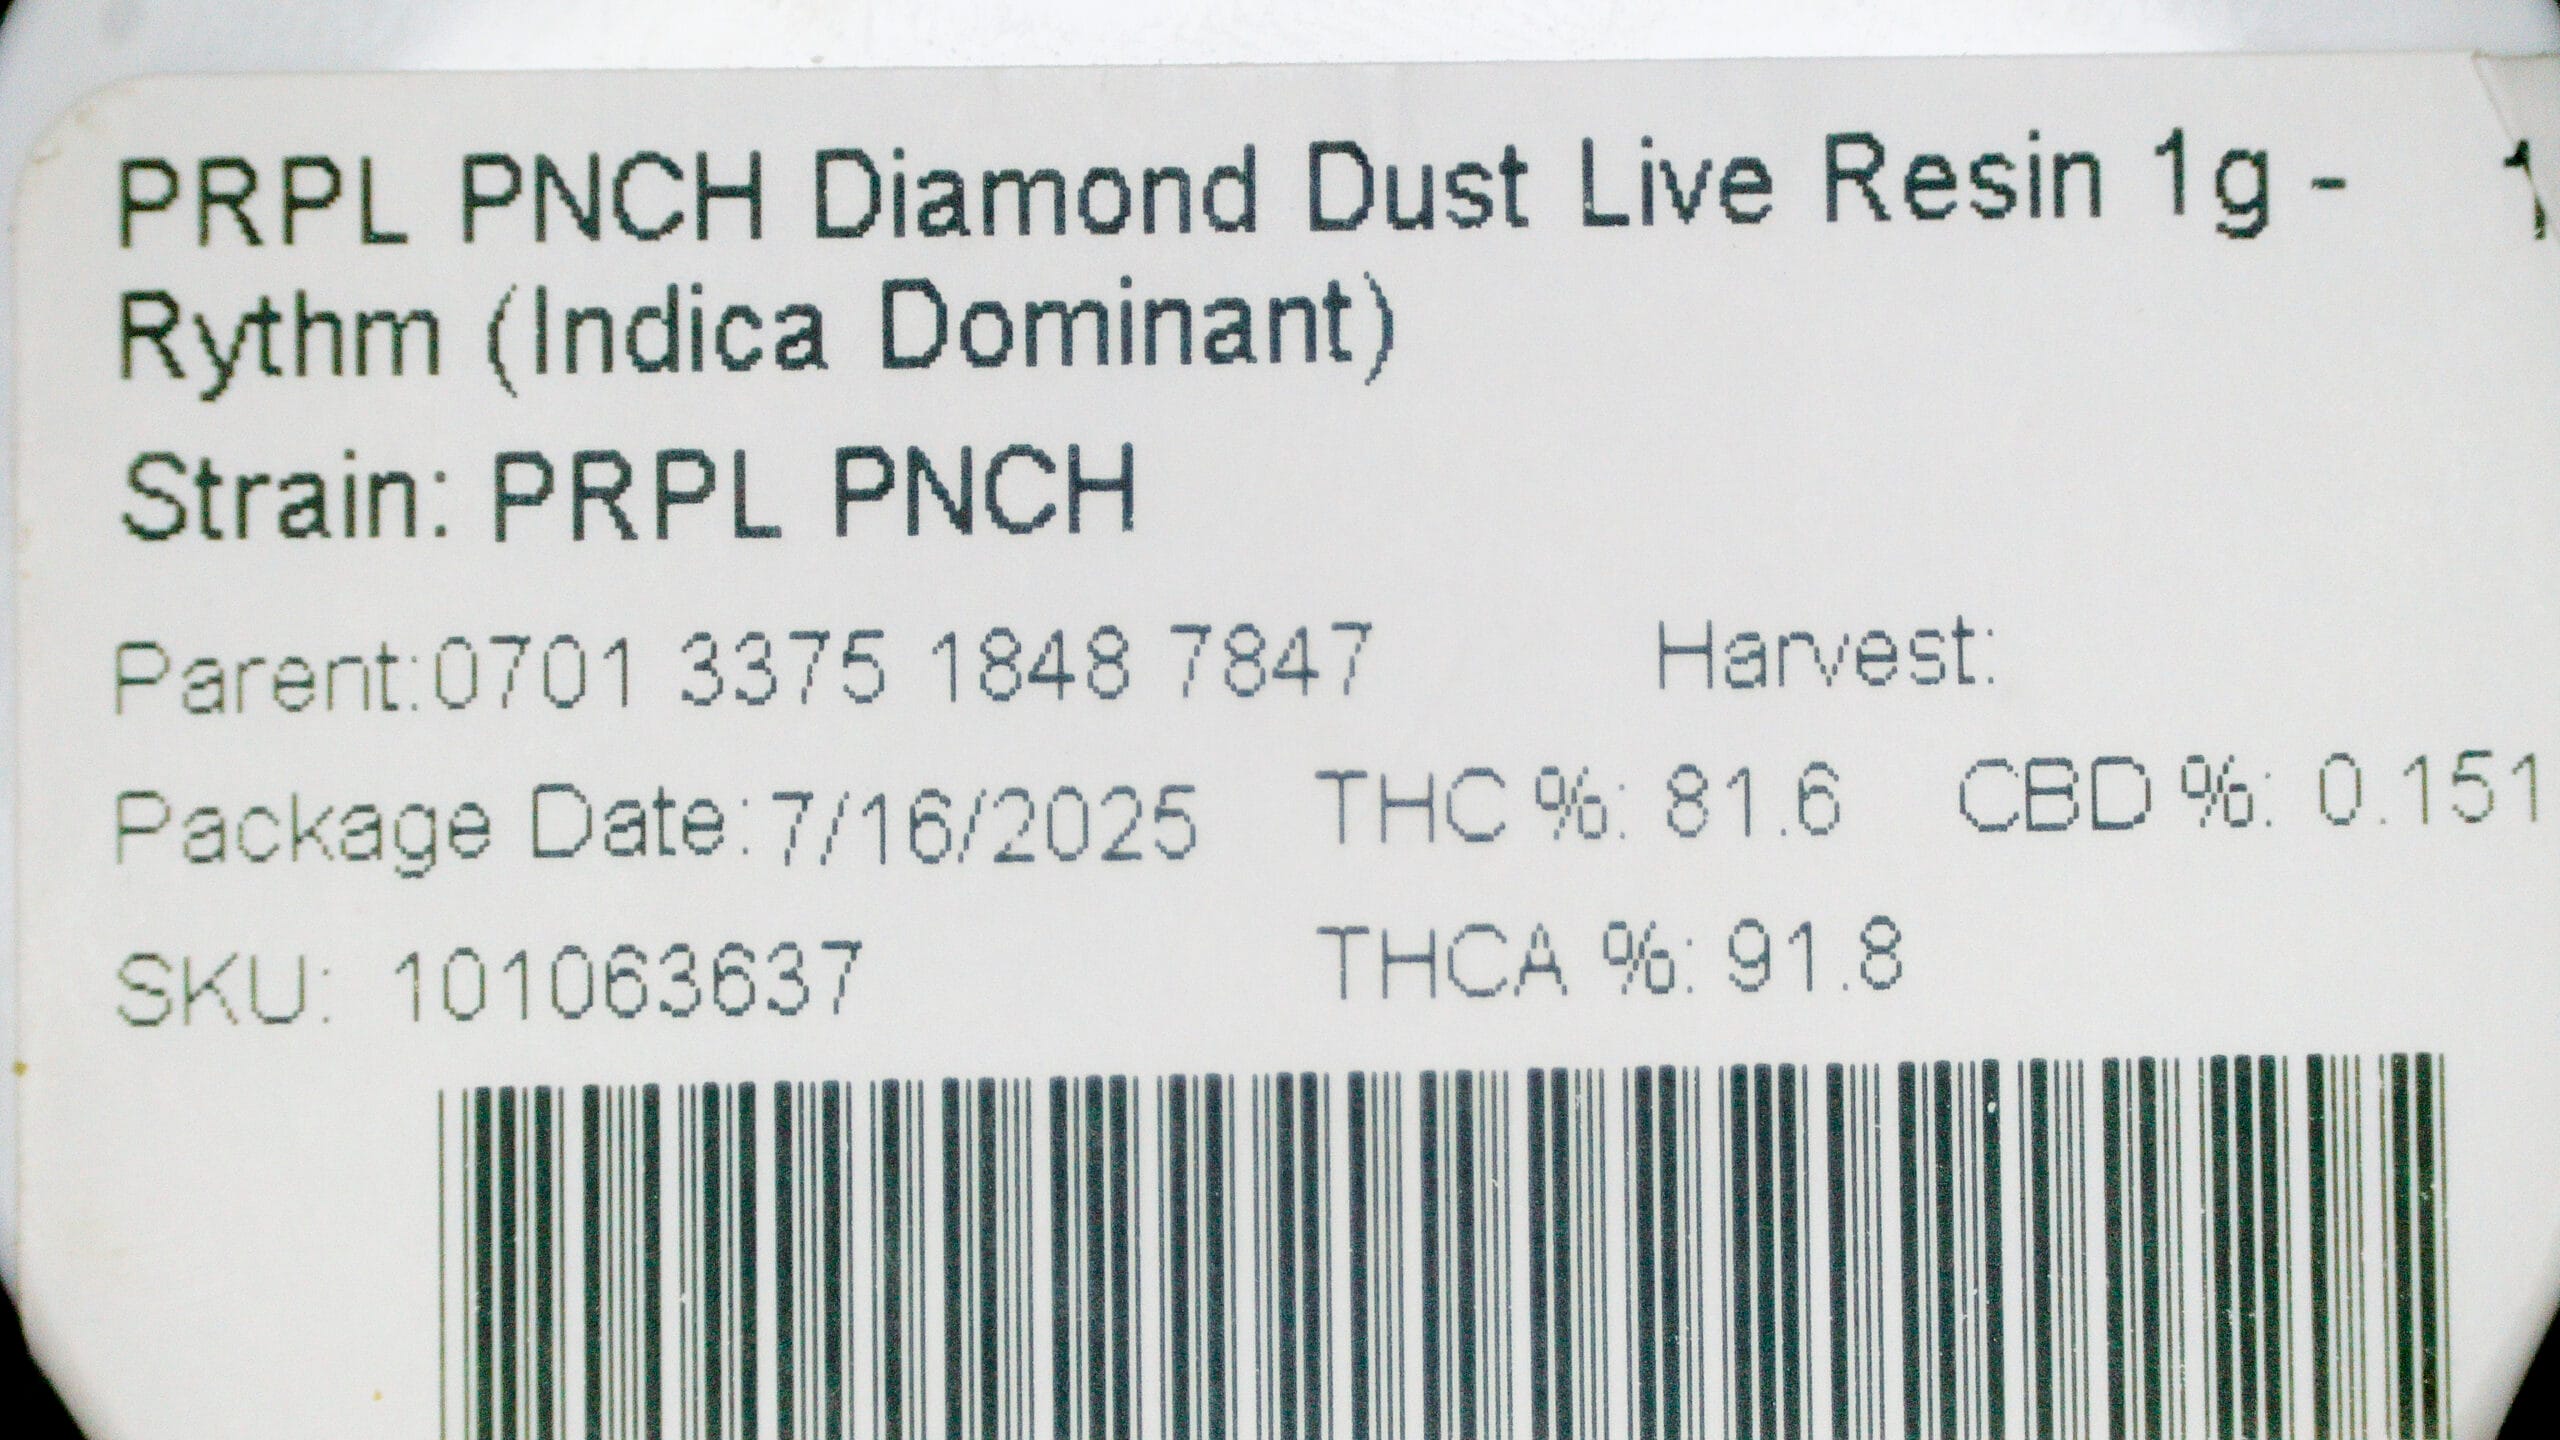 PRPL PNCH Diamond Dust Live Resin 1g - 1
Rythm (Indica Dominant)
Strain: PRPL PNCH
Parent:0701 3375 1848 7847 Harvest:
Package Date:7/16/2025 THC %: 81.6 CBD %: 0.151
SKU: 101063637 THCA %: 91.8